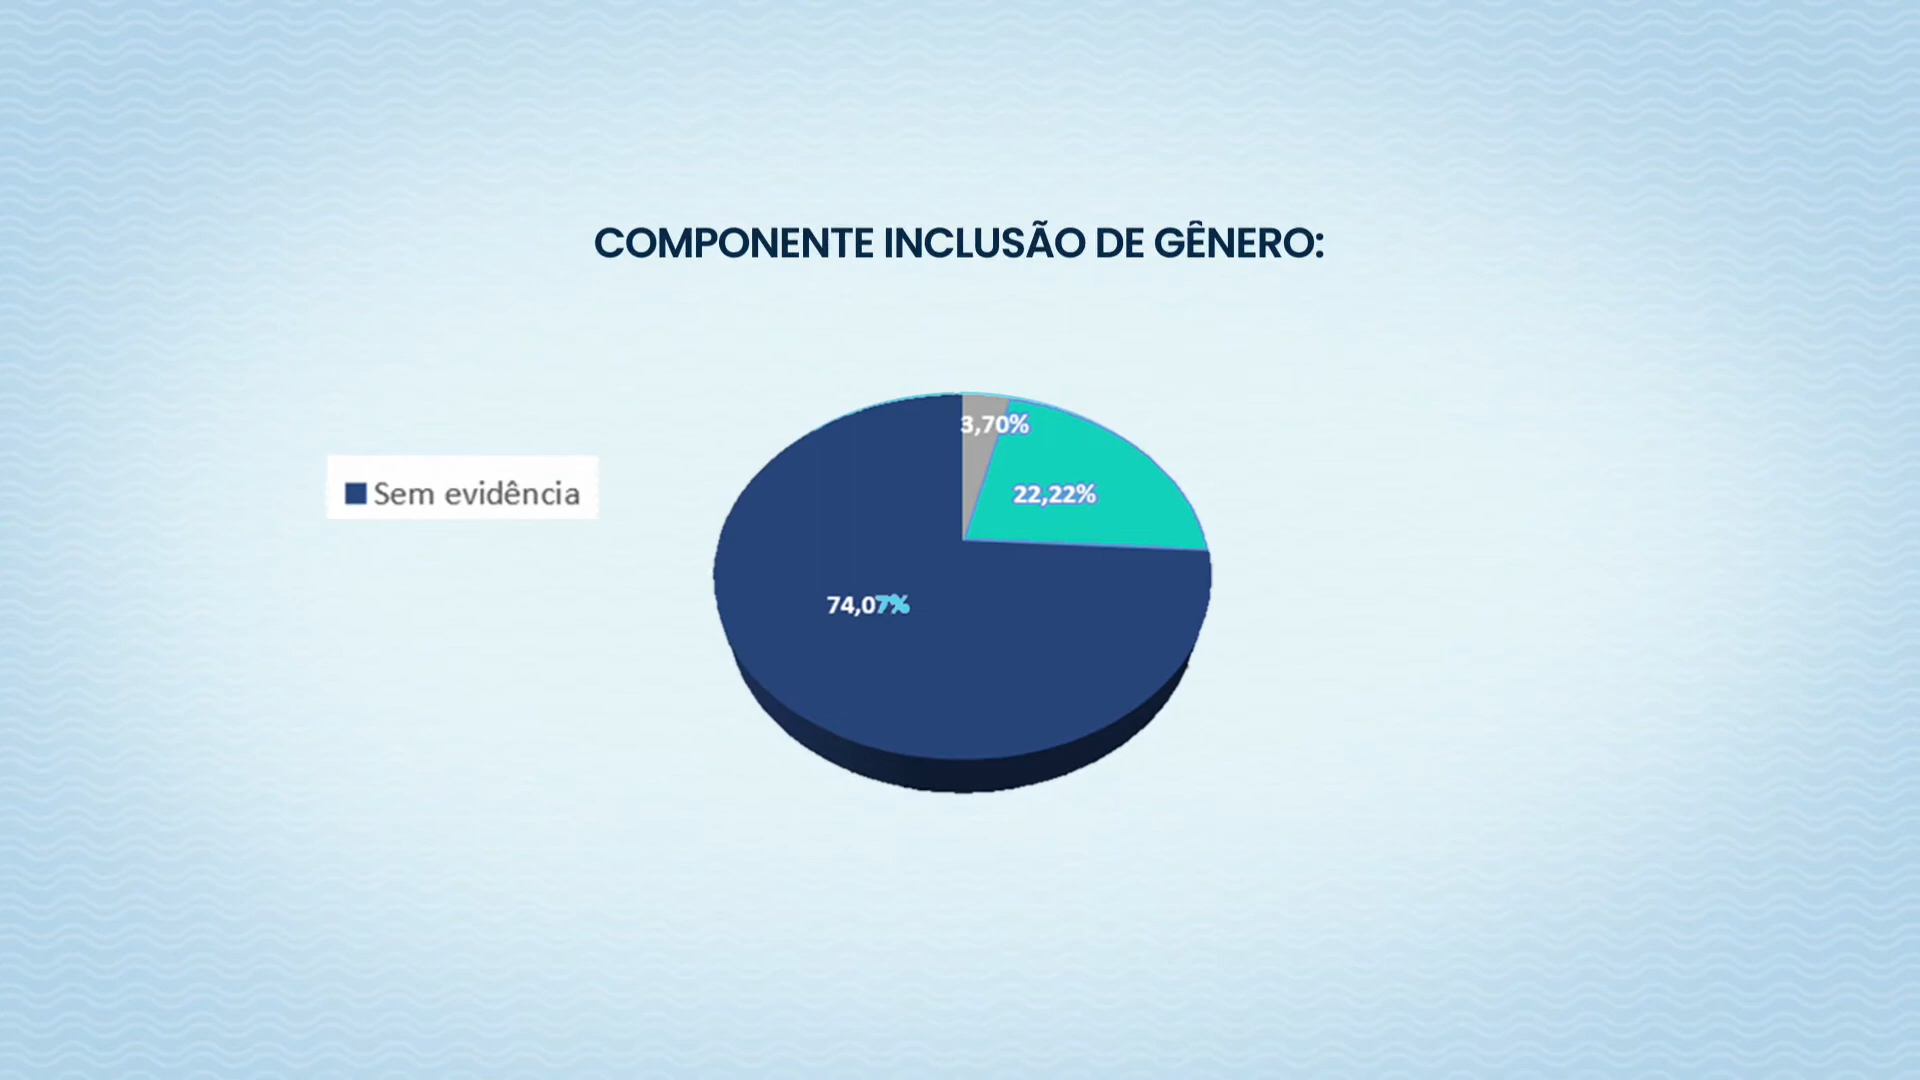 COMPONENTE INCLUSÃO DE GÊNERO:
3,70%
Sem evidência
22,22%
74,07%